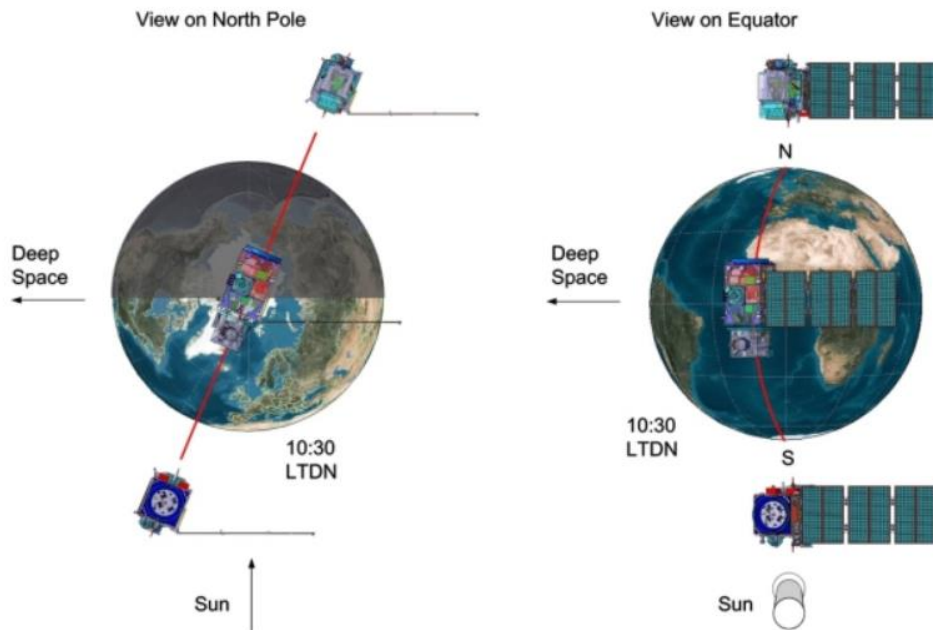 View on North Pole
View on Equator
N
Deep
Space
Deep
Space
10:30
LTDN
10:30
LTDN
S
Sun
Sun